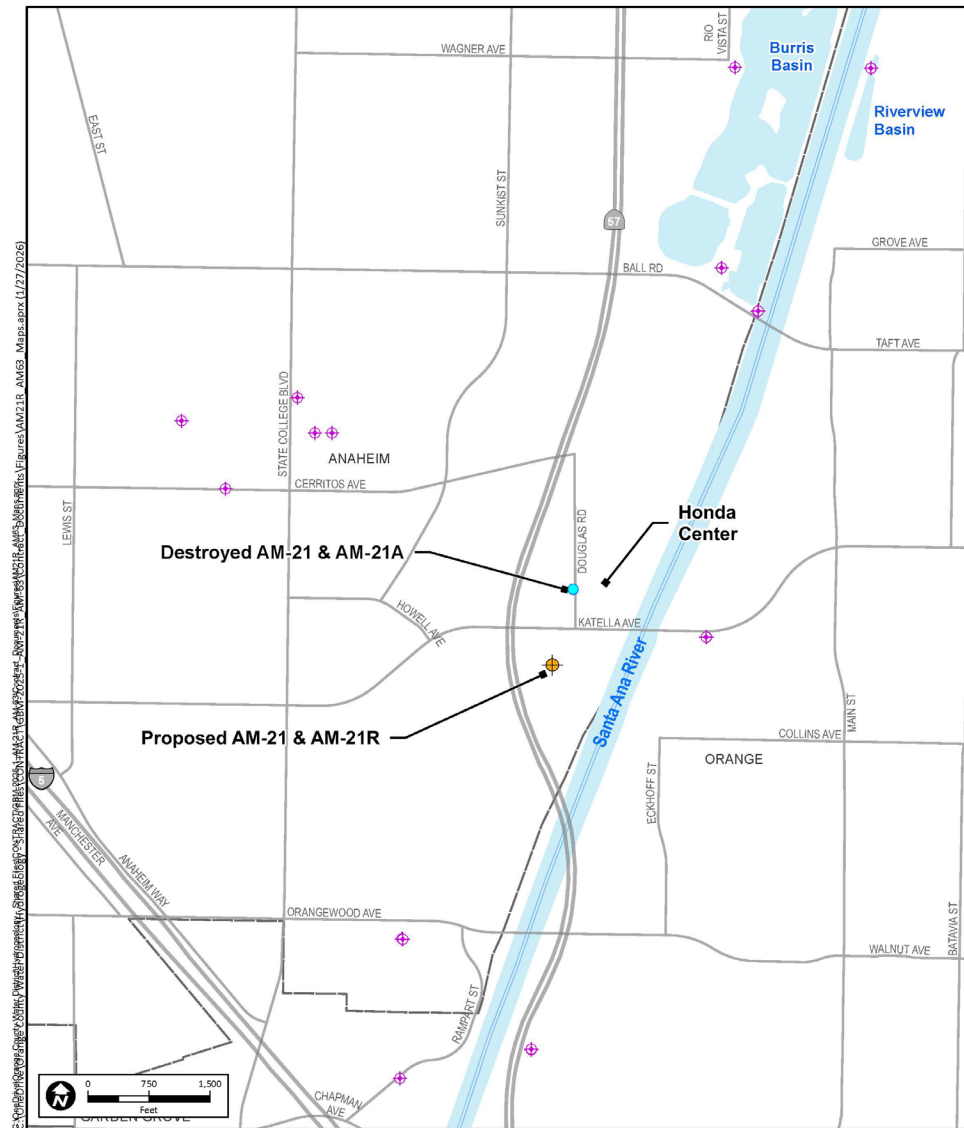 RIO
VISTA ST
WAGNER AVE
Burris
Basin
Riverview
Basin
EAST ST
SUNKIST ST
57
GROVE AVE
BALL RD
TAFT AVE
STATE COLLEGE BLVD
ANAHEIM
CERRITOS AVE
LEWIS ST
DOUGLAS RD
Honda
Center
Destroyed AM-21 & AM-21A
HOWELL AVE
KATELLA AVE
Santa Ana River
MAIN ST
Proposed AM-21 & AM-21R
COLLINS AVE
ORANGE
ECKHOFF ST
5
MANCHESTER
AVE
ANAHEIM WAY
ORANGEWOOD AVE
WALNUT AVE
BATAVIA ST
RAMPART ST
CHAPMAN
AVE
N
0 750 1,500
Feet